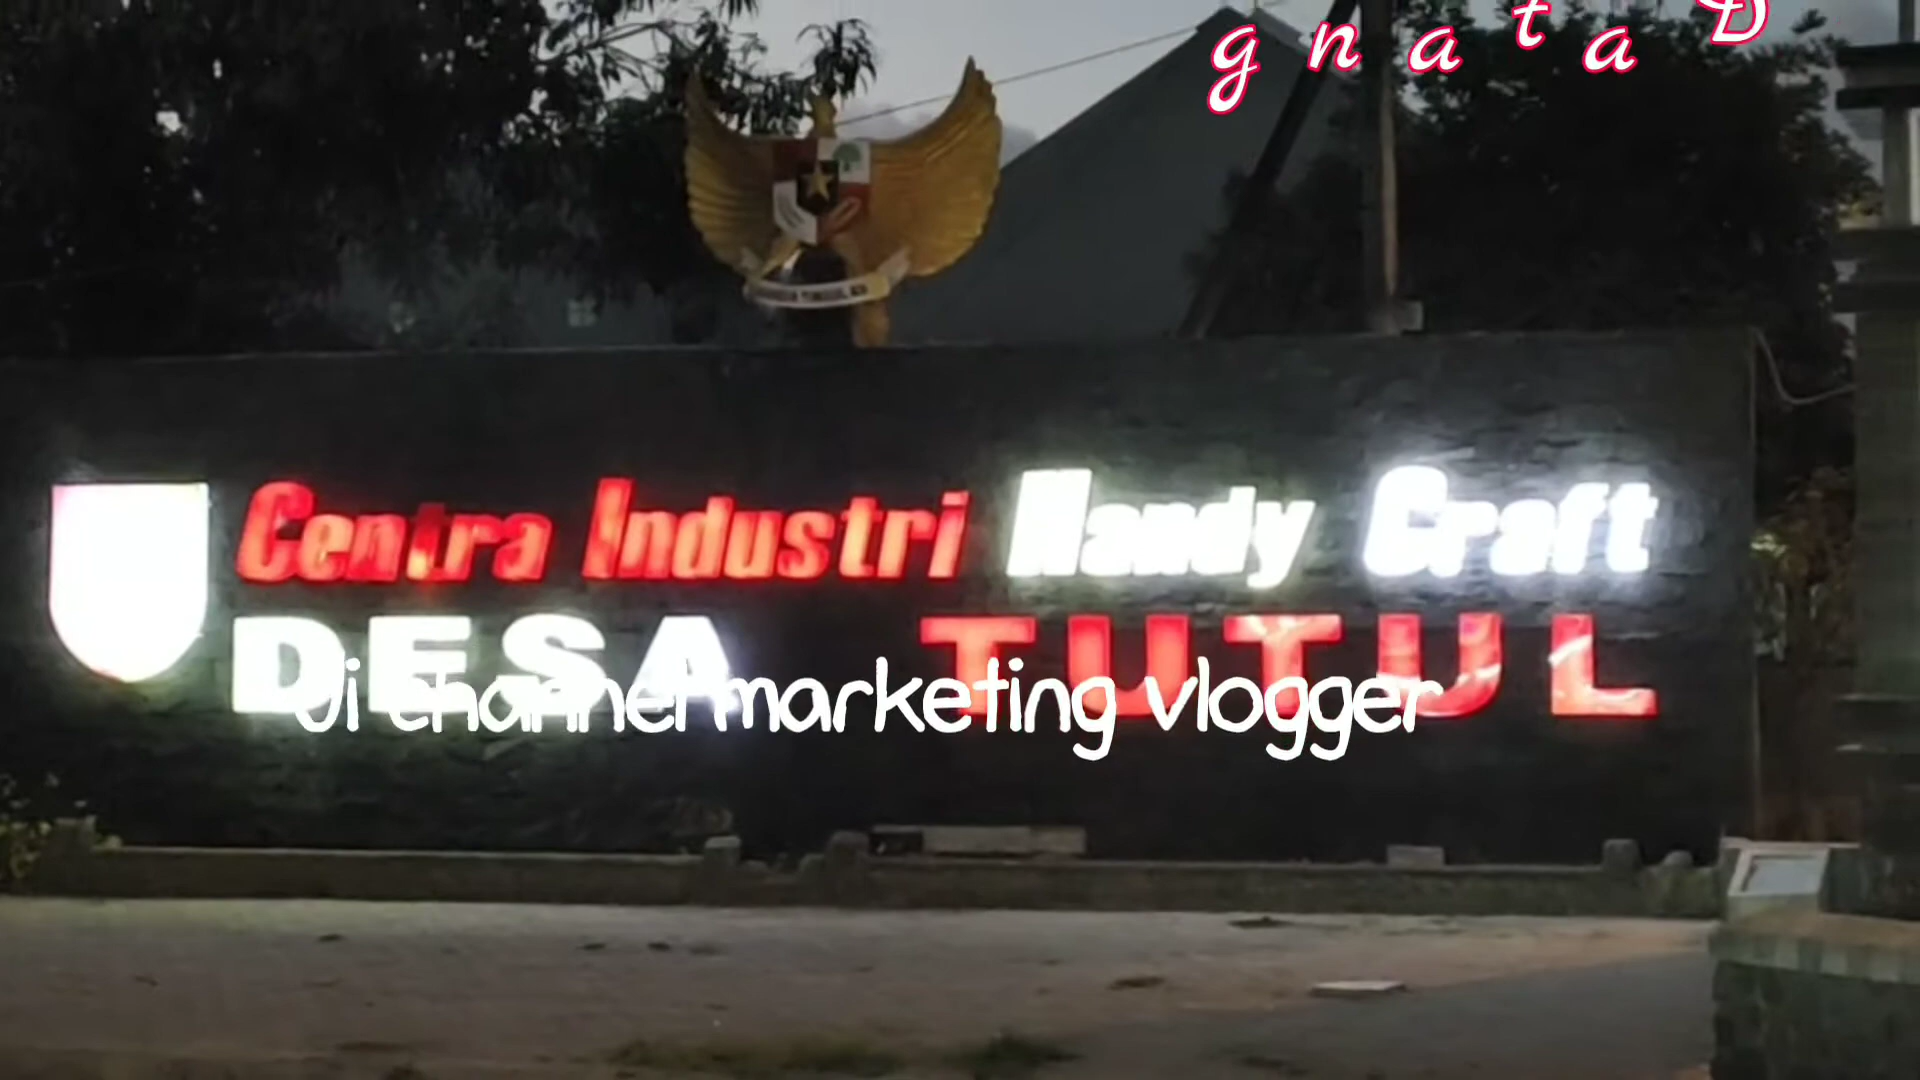 g n a t a D
Centra Industri Handy Craft
DESA TUTUL
Di channel marketing vlogger